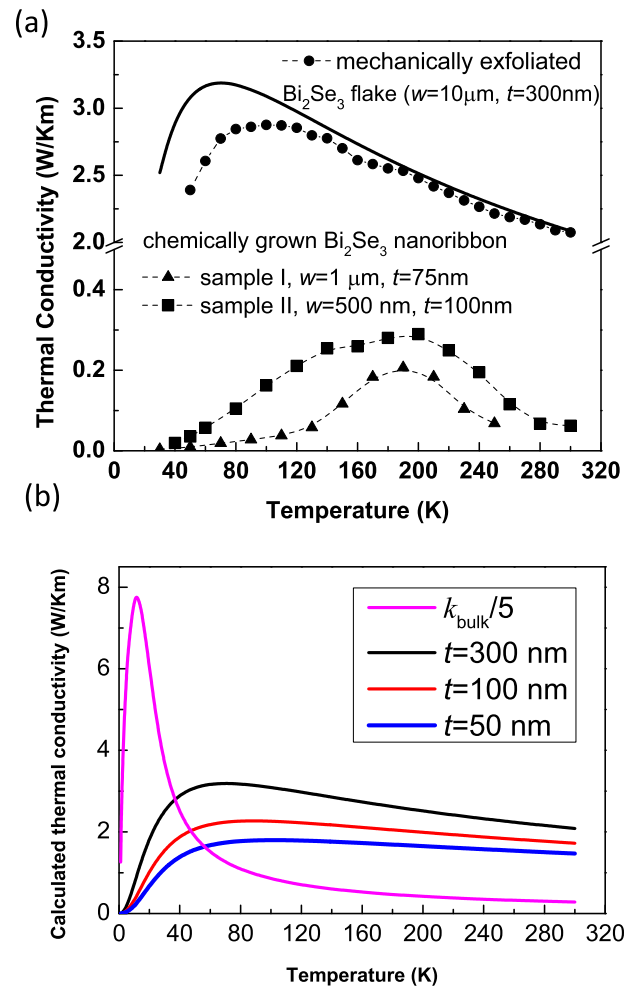 (a)
3.5
3.0
2.5
2.0
0.4
0.2
0.0
Thermal Conductivity (W/Km)
mechanically exfoliated
Bi₂Se₃ flake (w=10μm, t=300nm)
chemically grown Bi₂Se₃ nanoribbon
sample I, w=1 μm, t=75nm
sample II, w=500 nm, t=100nm
0 40 80 120 160 200 240 280 320
Temperature (K)
(b)
8
6
4
2
0
Calculated thermal conductivity (W/Km)
k_bulk/5
t=300 nm
t=100 nm
t=50 nm
0 40 80 120 160 200 240 280 320
Temperature (K)